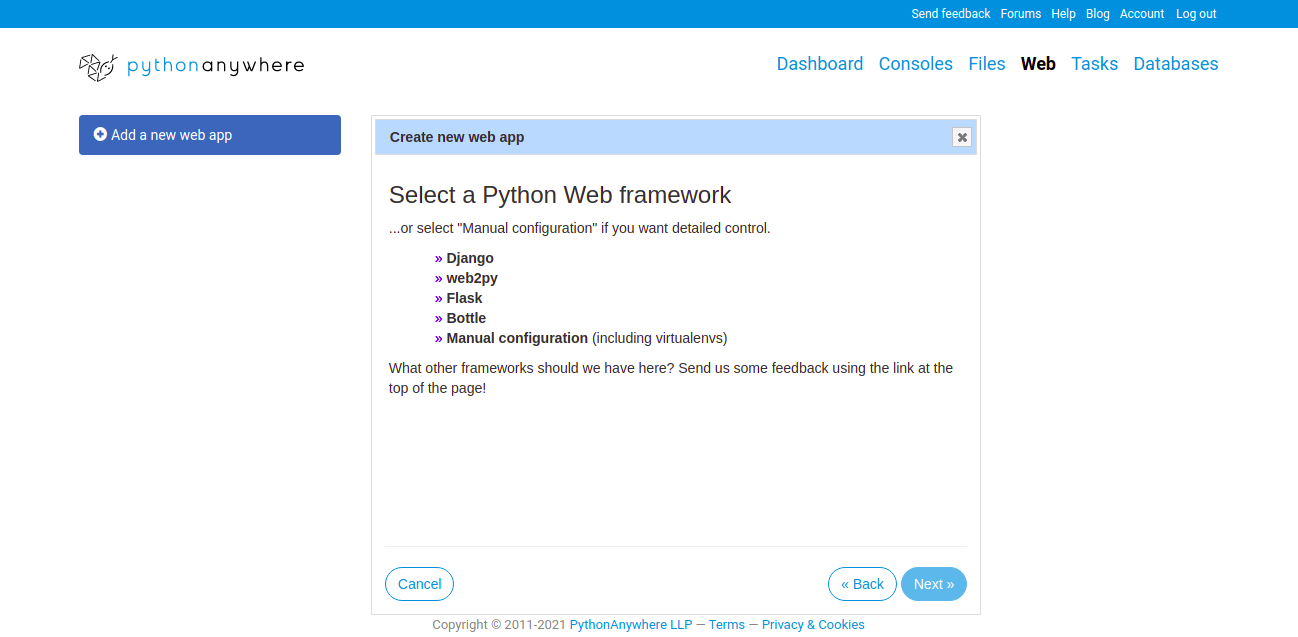 Send feedback Forums Help Blog Account Log out
pythonanywhere
Dashboard Consoles Files Web Tasks Databases
Add a new web app
Create new web app
Select a Python Web framework
...or select "Manual configuration" if you want detailed control.
» Django
» web2py
» Flask
» Bottle
» Manual configuration (including virtualenvs)
What other frameworks should we have here? Send us some feedback using the link at the
top of the page!
Cancel « Back Next »
Copyright © 2011-2021 PythonAnywhere LLP — Terms — Privacy & Cookies